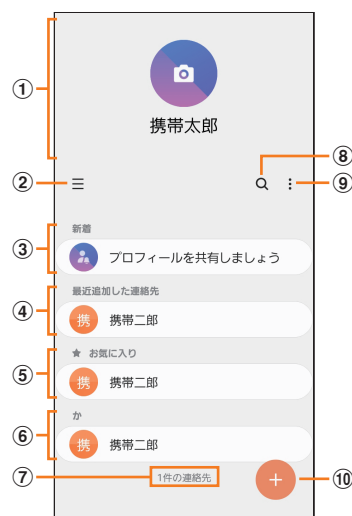 ①
携帯太郎
②
⑧
⑨
新着
③
プロフィールを共有しましょう
最近追加した連絡先
④
携 携帯二郎
★ お気に入り
⑤
携 携帯二郎
か
⑥
携 携帯二郎
⑦
1件の連絡先
+
⑩